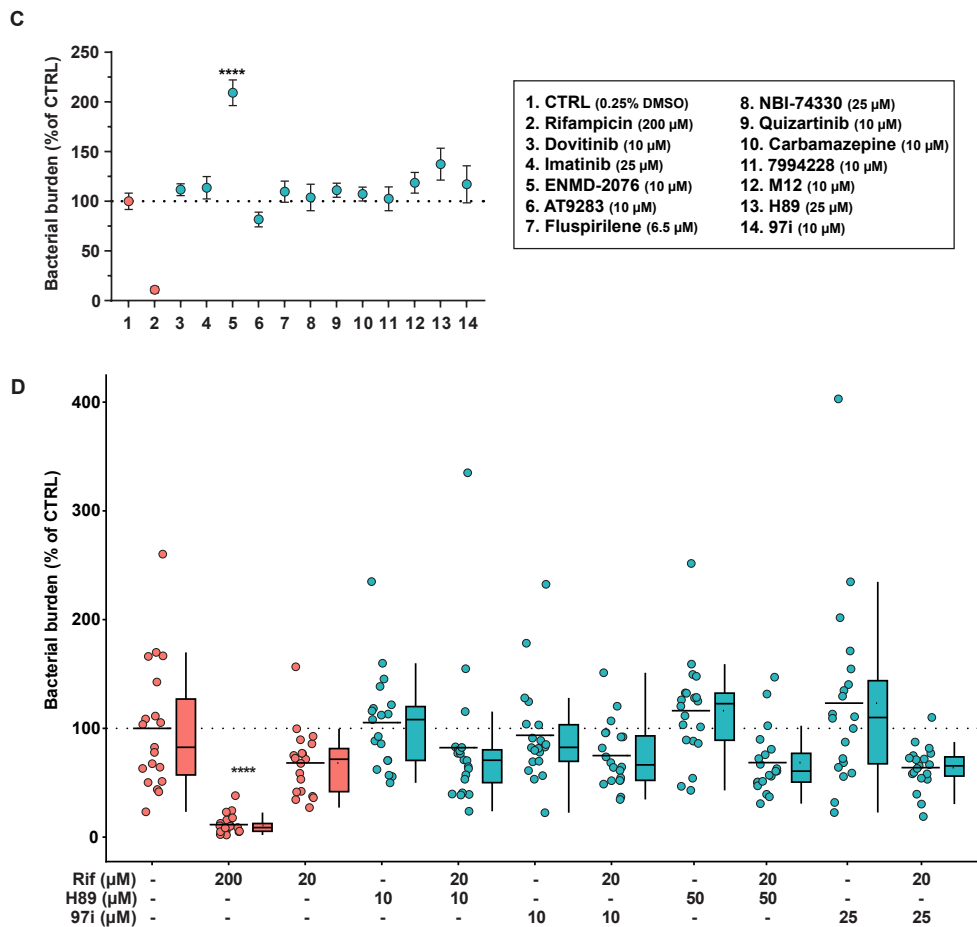 C
Bacterial burden (% of CTRL)
250
200
150
100
50
0
****
1 2 3 4 5 6 7 8 9 10 11 12 13 14
1. CTRL (0.25% DMSO)
2. Rifampicin (200 µM)
3. Dovitinib (10 µM)
4. Imatinib (25 µM)
5. ENMD-2076 (10 µM)
6. AT9283 (10 µM)
7. Fluspirilene (6.5 µM)
8. NBI-74330 (25 µM)
9. Quizartinib (10 µM)
10. Carbamazepine (10 µM)
11. 7994228 (10 µM)
12. M12 (10 µM)
13. H89 (25 µM)
14. 97i (10 µM)
D
Bacterial burden (% of CTRL)
400
300
200
100
0
****
Rif (µM) - 200 20 - 20 - 20 - 20 - 20
H89 (µM) - - - 10 10 - - 50 50 - -
97i (µM) - - - - - 10 10 - - 25 25